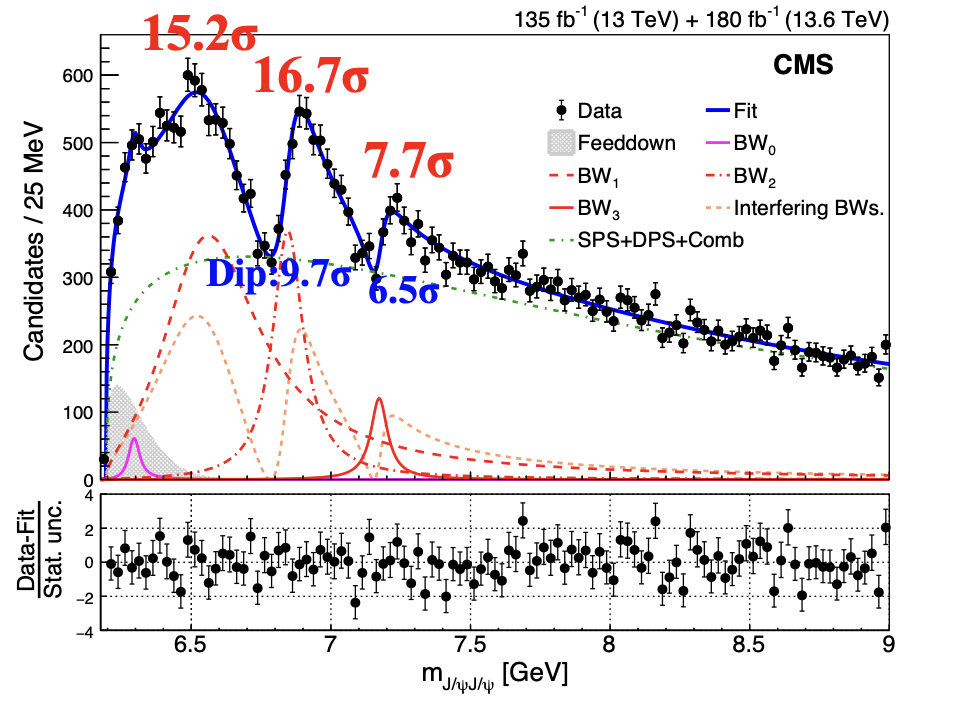 135 fb⁻¹ (13 TeV) + 180 fb⁻¹ (13.6 TeV)
15.2σ
16.7σ
7.7σ
CMS
Data
Fit
Feeddown
BW₀
BW₁
BW₂
BW₃
Interfering BWs.
SPS+DPS+Comb
Dip:9.7σ
6.5σ
Candidates / 25 MeV
600
500
400
300
200
100
0
Data-Fit
Stat. unc.
4
2
0
−2
−4
6.5 7 7.5 8 8.5 9
m J/ψJ/ψ [GeV]